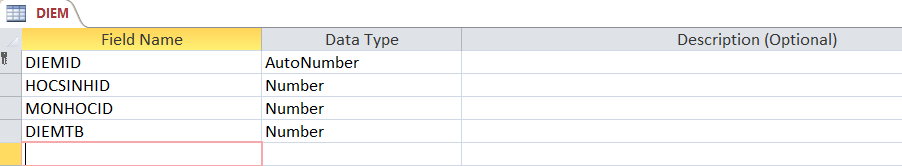 DIEM
Field Name Data Type Description (Optional)
DIEMID AutoNumber
HOCSINHID Number
MONHOCID Number
DIEMTB Number